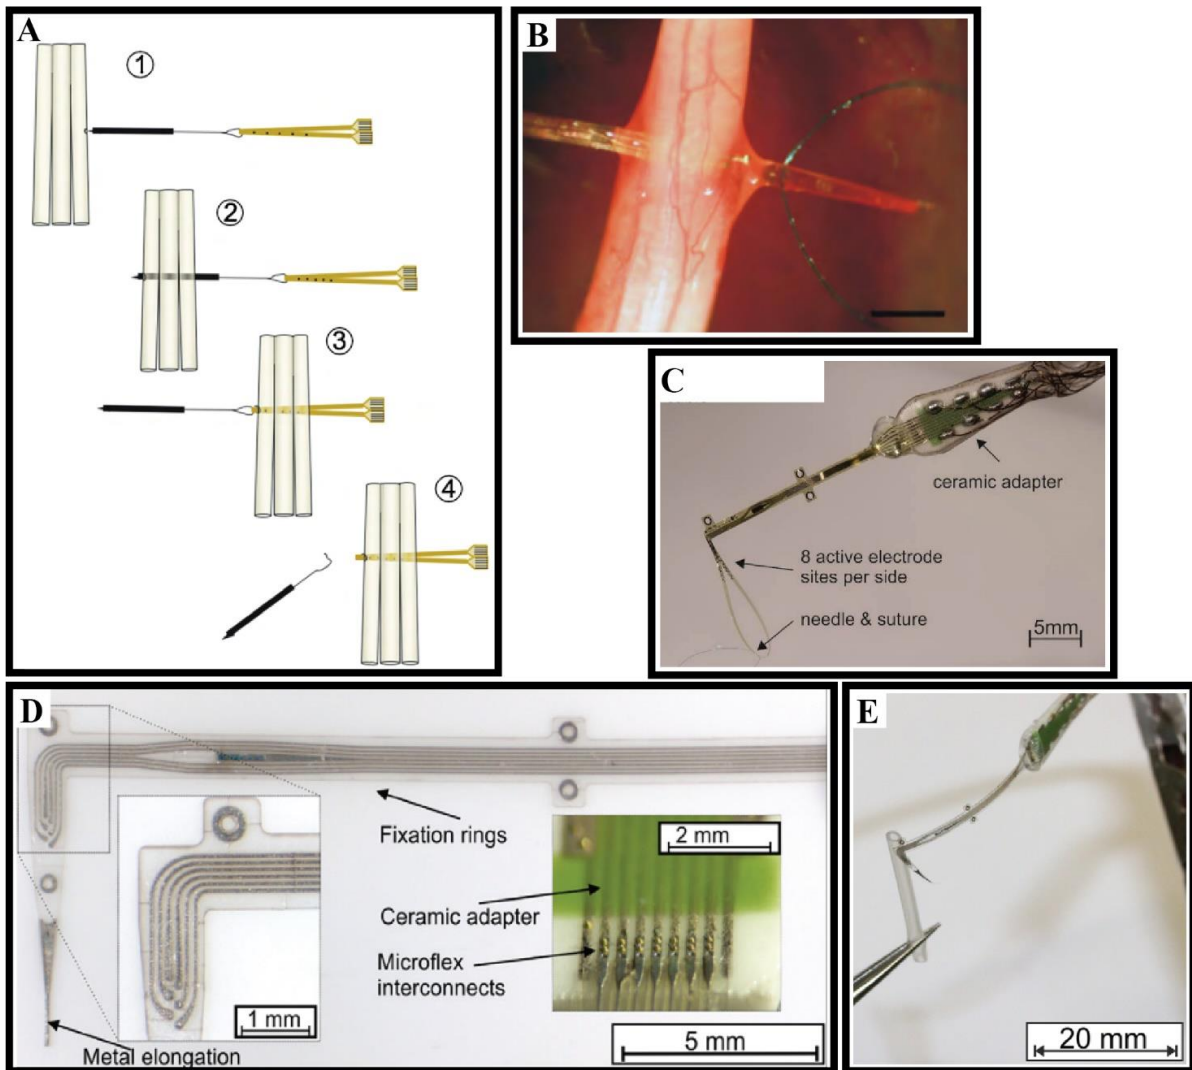 A
①
②
③
④
B
C
ceramic adapter
8 active electrode
sites per side
needle & suture
5mm
D
Fixation rings
2 mm
Ceramic adapter
Microflex
interconnects
1 mm
Metal elongation
5 mm
E
20 mm